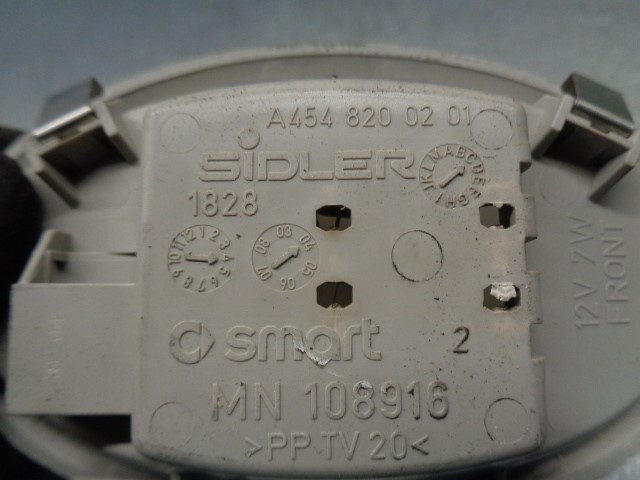 A454 820 02 01
SiDLER
1828
smart
2
MN 108916
>PP TV 20<
12V 7W
FRONT